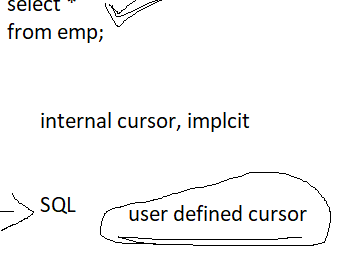 select *
from emp;
internal cursor, implcit
SQL
user defined cursor